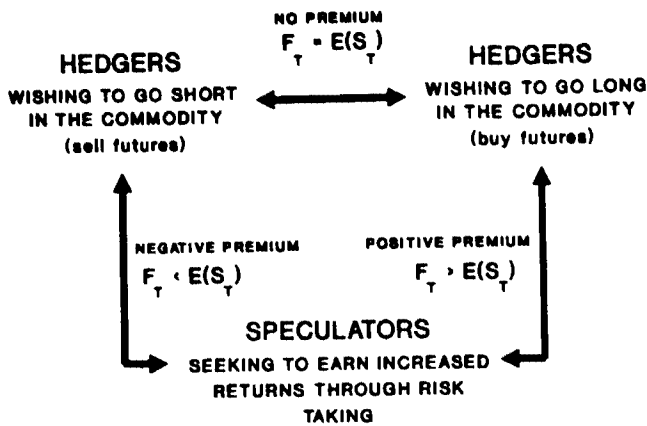 NO PREMIUM
F_T = E(S_T)
HEDGERS
WISHING TO GO SHORT
IN THE COMMODITY
(sell futures)
HEDGERS
WISHING TO GO LONG
IN THE COMMODITY
(buy futures)
NEGATIVE PREMIUM
F_T < E(S_T)
POSITIVE PREMIUM
F_T > E(S_T)
SPECULATORS
SEEKING TO EARN INCREASED
RETURNS THROUGH RISK
TAKING